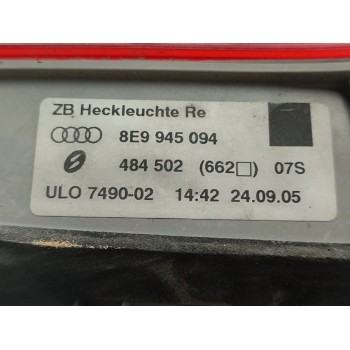 ZB Heckleuchte Re
8E9 945 094
484 502 (662□) 07S
ULO 7490-02 14:42 24.09.05